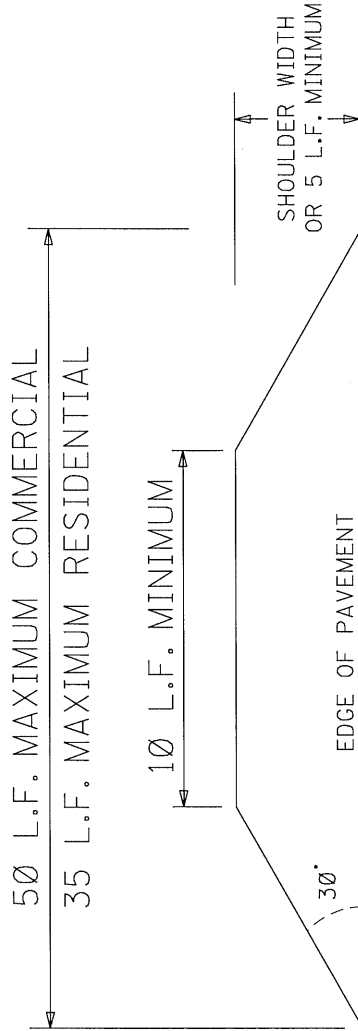 50 L.F. MAXIMUM COMMERCIAL
35 L.F. MAXIMUM RESIDENTIAL
10 L.F. MINIMUM
SHOULDER WIDTH
OR 5 L.F. MINIMUM
30°
EDGE OF PAVEMENT